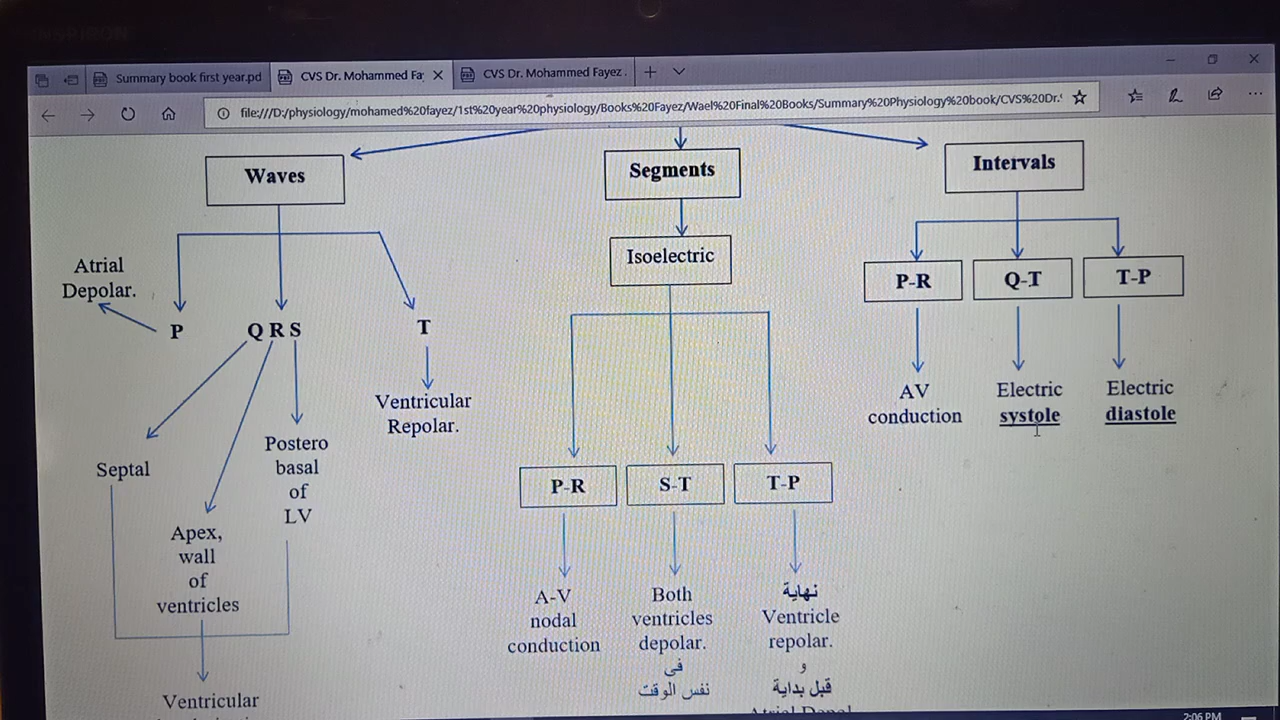 Summary book first year.pd
CVS Dr. Mohammed Fa
CVS Dr. Mohammed Fayez .
file:///D:/physiology/mohamed%20fayez/1st%20year%20physiology/Books%20Fayez/Wael%20Final%20Books/Summary%20Physiology%20book/CVS%20Dr.
Waves
Segments
Intervals
Isoelectric
Atrial
Depolar.
P
Q R S
T
Ventricular
Repolar.
Septal
Postero
basal
of
LV
Apex,
wall
of
ventricles
Ventricular
P-R
S-T
T-P
A-V
nodal
conduction
Both
ventricles
depolar.
فى
نفس الوقت
نهاية
Ventricle
repolar.
و
قبل بداية
P-R
Q-T
T-P
AV
conduction
Electric
systole
Electric
diastole
2:06 PM